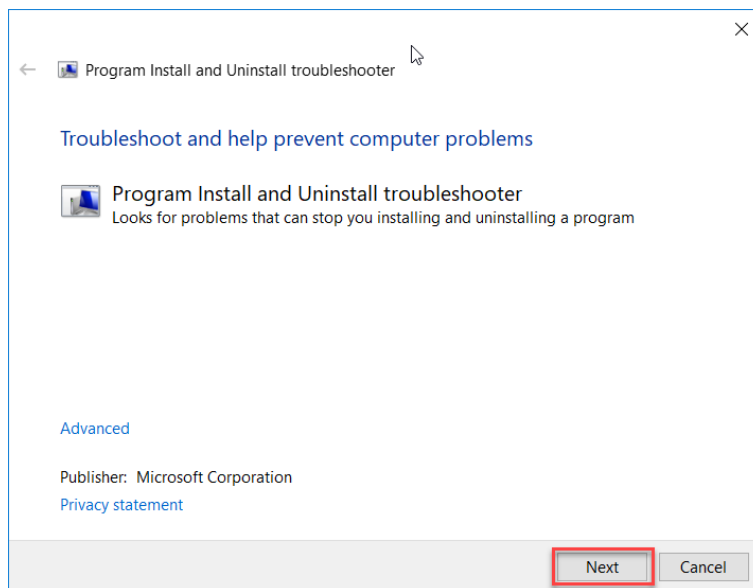 Program Install and Uninstall troubleshooter
Troubleshoot and help prevent computer problems
Program Install and Uninstall troubleshooter
Looks for problems that can stop you installing and uninstalling a program
Advanced
Publisher: Microsoft Corporation
Privacy statement
Next Cancel